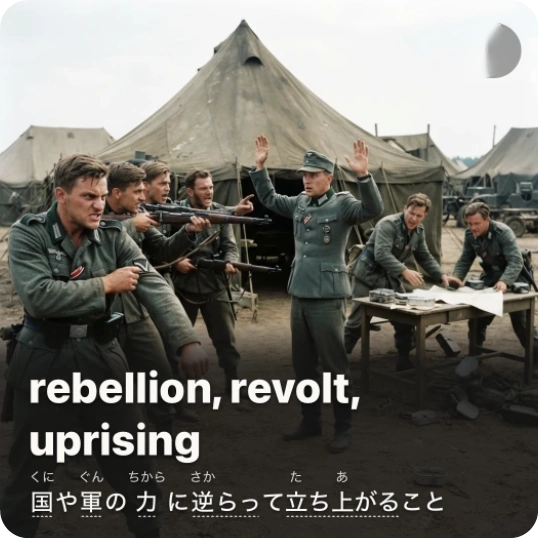 rebellion, revolt,
uprising
くに ぐん ちから さか た あ
国や軍の力に逆らって立ち上がること